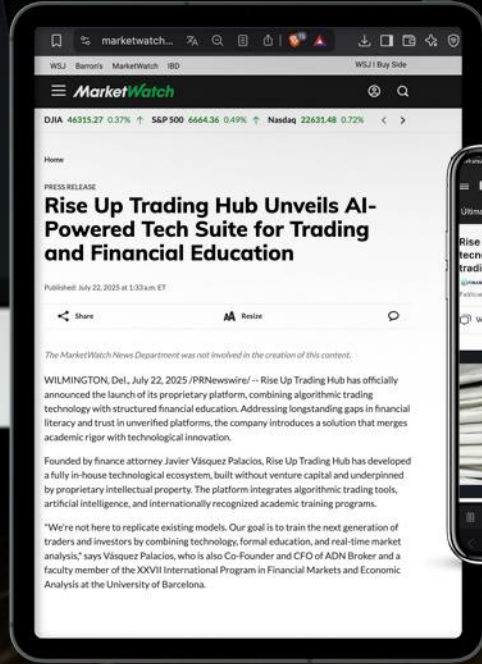 marketwatch...
WSJ Barron's MarketWatch IBD WSJ | Buy Side
MarketWatch
DJIA 46315.27 0.37% ↑ S&P 500 6664.36 0.49% ↑ Nasdaq 22631.48 0.72%
Home
PRESS RELEASE
Rise Up Trading Hub Unveils AI-
Powered Tech Suite for Trading
and Financial Education
Published: July 22, 2025 at 1:33 a.m. ET
Share AA Resize
The MarketWatch News Department was not involved in the creation of this content.
WILMINGTON, Del., July 22, 2025 /PRNewswire/ -- Rise Up Trading Hub has officially
announced the launch of its proprietary platform, combining algorithmic trading
technology with structured financial education. Addressing longstanding gaps in financial
literacy and trust in unverified platforms, the company introduces a solution that merges
academic rigor with technological innovation.
Founded by finance attorney Javier Vásquez Palacios, Rise Up Trading Hub has developed
a fully in-house technological ecosystem, built without venture capital and underpinned
by proprietary intellectual property. The platform integrates algorithmic trading tools,
artificial intelligence, and internationally recognized academic training programs.
"We're not here to replicate existing models. Our goal is to train the next generation of
traders and investors by combining technology, formal education, and real-time market
analysis," says Vásquez Palacios, who is also Co-Founder and CFO of ADN Broker and a
faculty member of the XXVII International Program in Financial Markets and Economic
Analysis at the University of Barcelona.
Rise